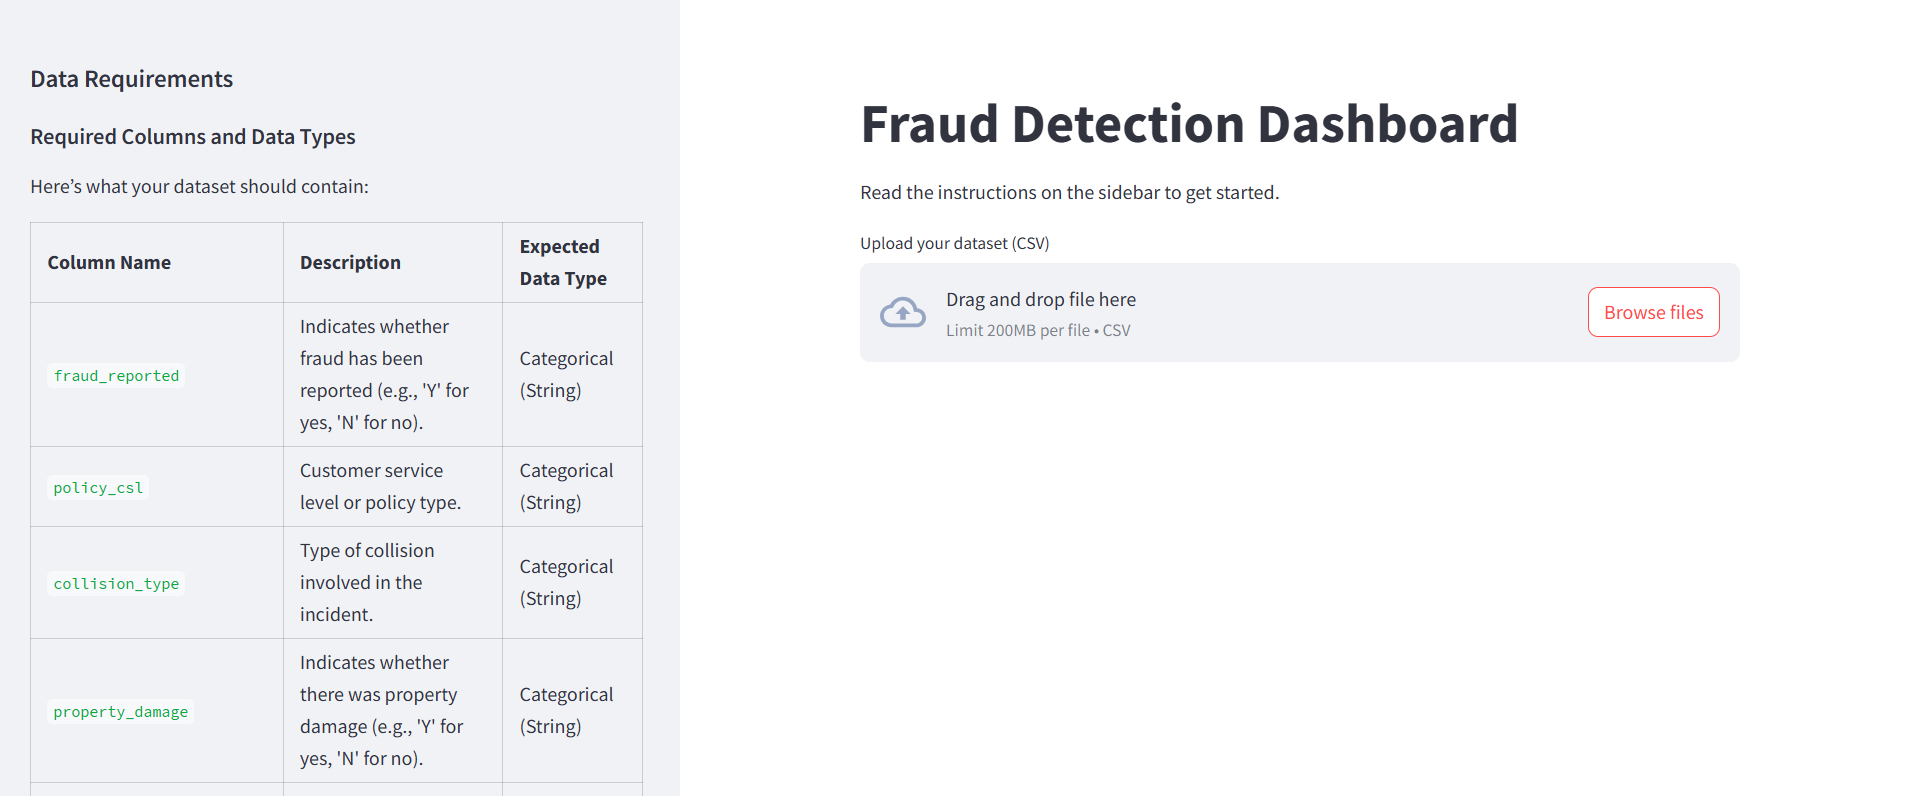 Data Requirements
Required Columns and Data Types
Here’s what your dataset should contain:
Column Name
Description
Expected
Data Type
fraud_reported
Indicates whether
fraud has been
reported (e.g., 'Y' for
yes, 'N' for no).
Categorical
(String)
policy_csl
Customer service
level or policy type.
Categorical
(String)
collision_type
Type of collision
involved in the
incident.
Categorical
(String)
property_damage
Indicates whether
there was property
damage (e.g., 'Y' for
yes, 'N' for no).
Categorical
(String)
Fraud Detection Dashboard
Read the instructions on the sidebar to get started.
Upload your dataset (CSV)
Drag and drop file here
Limit 200MB per file • CSV
Browse files